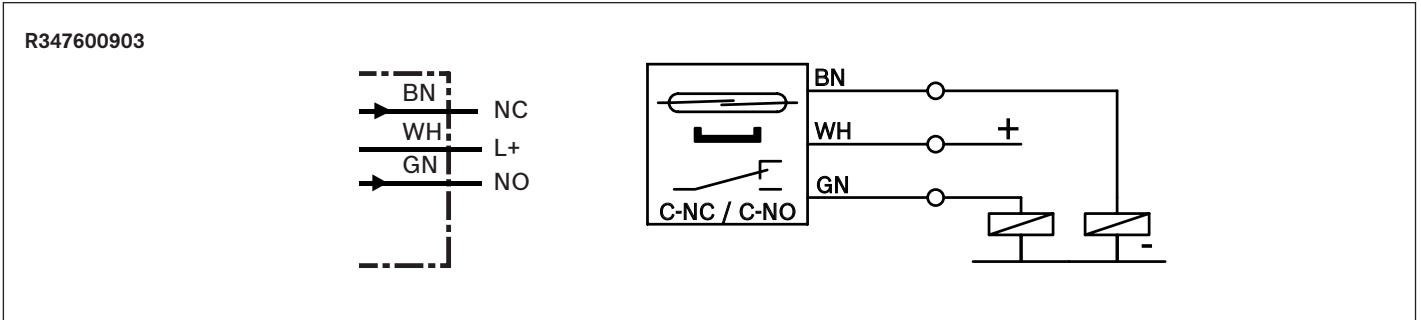 R347600903
BN
NC
WH
L+
GN
NO
BN
WH
+
GN
C-NC / C-NO
-